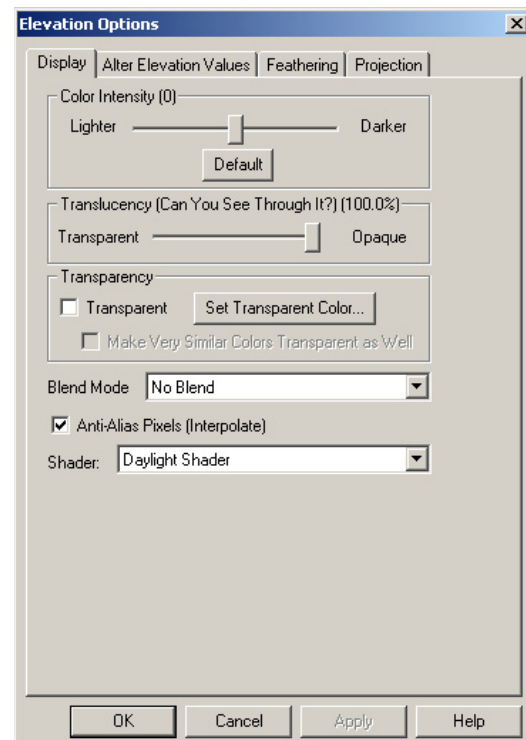 Elevation Options
Display Alter Elevation Values Feathering Projection
Color Intensity (0)
Lighter Darker
Default
Translucency (Can You See Through It?) (100.0%)
Transparent Opaque
Transparency
Transparent Set Transparent Color...
Make Very Similar Colors Transparent as Well
Blend Mode No Blend
Anti-Alias Pixels (Interpolate)
Shader: Daylight Shader
OK Cancel Apply Help